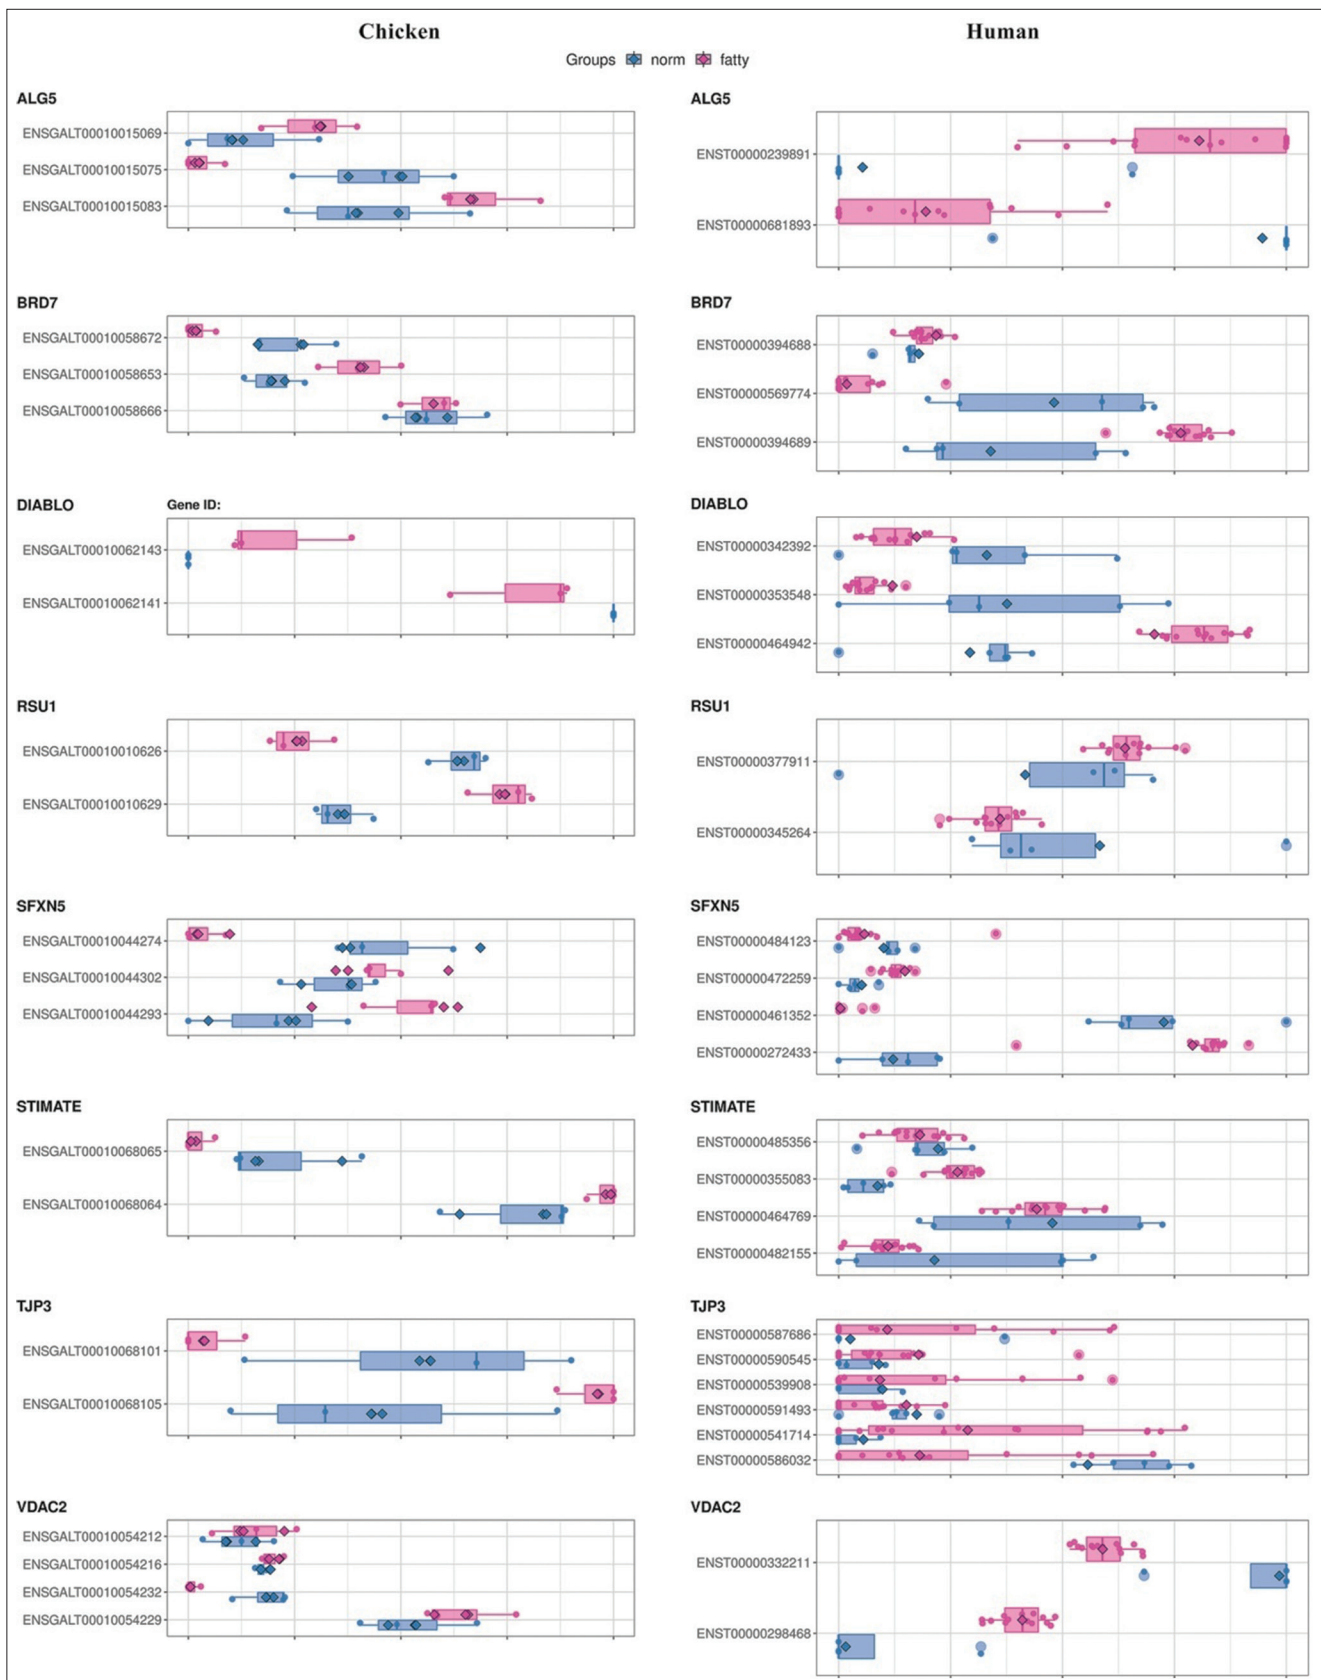 Chicken
Human
Groups norm fatty
ALG5
ENSGALT00010015069
ENSGALT00010015075
ENSGALT00010015083
BRD7
ENSGALT00010058672
ENSGALT00010058653
ENSGALT00010058666
DIABLO
Gene ID:
ENSGALT00010062143
ENSGALT00010062141
RSU1
ENSGALT00010010626
ENSGALT00010010629
SFXN5
ENSGALT00010044274
ENSGALT00010044302
ENSGALT00010044293
STIMATE
ENSGALT00010068065
ENSGALT00010068064
TJP3
ENSGALT00010068101
ENSGALT00010068105
VDAC2
ENSGALT00010054212
ENSGALT00010054216
ENSGALT00010054232
ENSGALT00010054229
ALG5
ENST00000239891
ENST00000681893
BRD7
ENST00000394688
ENST00000569774
ENST00000394689
DIABLO
ENST00000342392
ENST00000353548
ENST00000464942
RSU1
ENST00000377911
ENST00000345264
SFXN5
ENST00000484123
ENST00000472259
ENST00000461352
ENST00000272433
STIMATE
ENST00000485356
ENST00000355083
ENST00000464769
ENST00000482155
TJP3
ENST00000587686
ENST00000590545
ENST00000539908
ENST00000591493
ENST00000541714
ENST00000586032
VDAC2
ENST00000332211
ENST00000298468